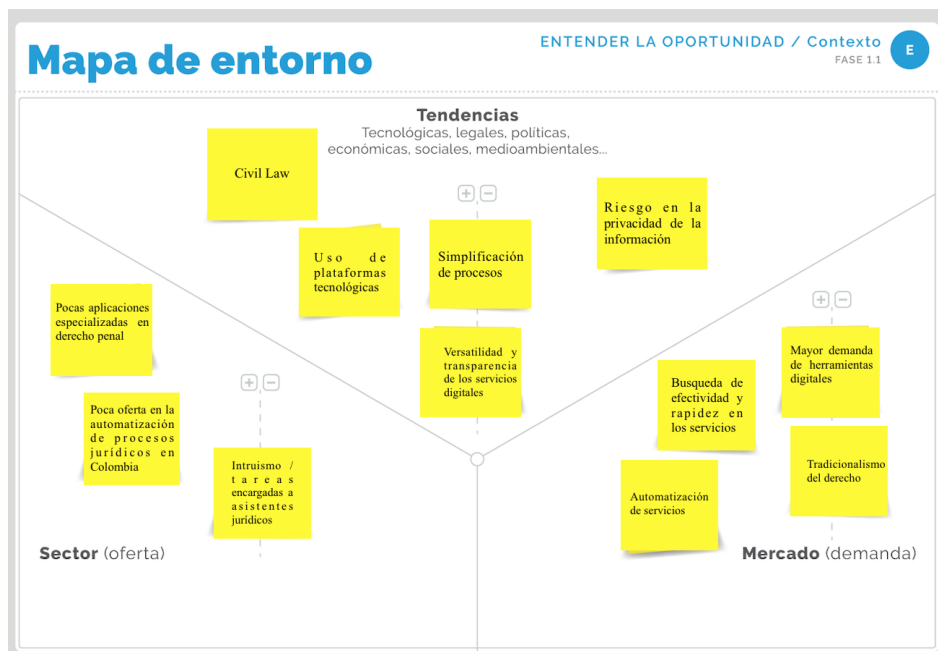 Mapa de entorno
ENTENDER LA OPORTUNIDAD / Contexto
FASE 1.1
E
Tendencias
Tecnológicas, legales, políticas,
económicas, sociales, medioambientales...
Civil Law
Uso de
plataformas
tecnológicas
Simplificación
de procesos
Riesgo en la
privacidad de la
información
Versatilidad y
transparencia
de los servicios
digitales
Pocas aplicaciones
especializadas en
derecho penal
Poca oferta en la
automatización
de procesos
jurídicos en
Colombia
Intruismo /
tareas
encargadas a
asistentes
jurídicos
Sector (oferta)
Busqueda de
efectividad y
rapidez en
los servicios
Mayor demanda
de herramientas
digitales
Automatización
de servicios
Tradicionalismo
del derecho
Mercado (demanda)